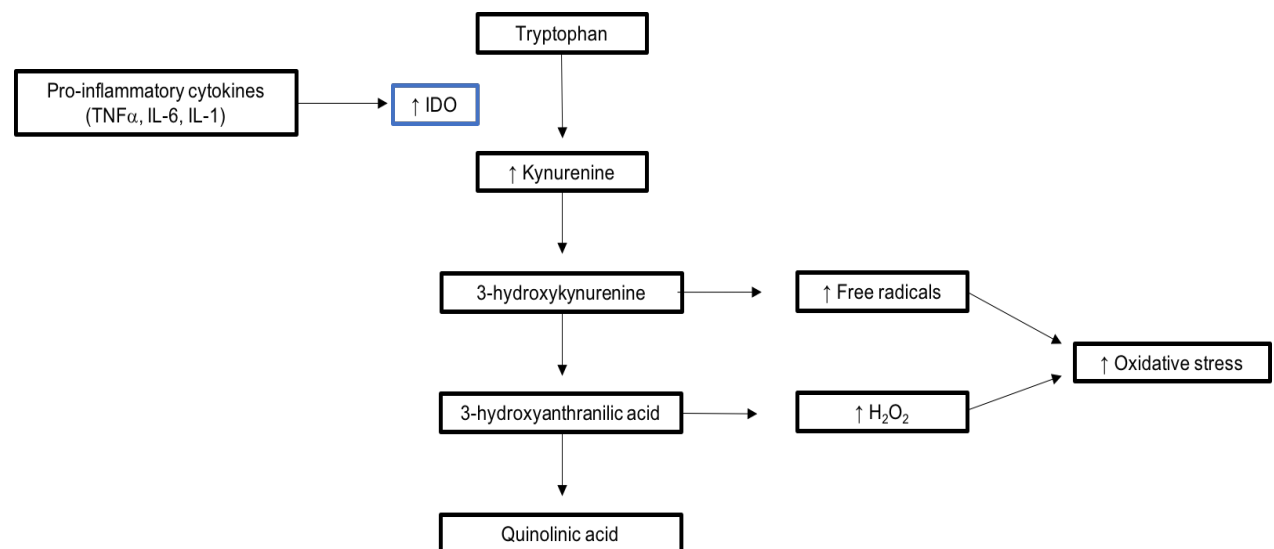 Tryptophan
Pro-inflammatory cytokines
(TNFα, IL-6, IL-1)
↑ IDO
↑ Kynurenine
3-hydroxykynurenine
↑ Free radicals
↑ Oxidative stress
3-hydroxyanthranilic acid
↑ H₂O₂
Quinolinic acid